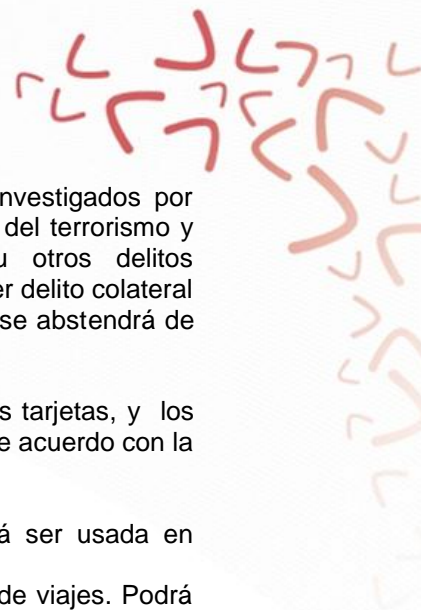 nvestigados por
del terrorismo y
u otros delitos
er delito colateral
se abstendrá de
s tarjetas, y los
e acuerdo con la
á ser usada en
de viajes. Podrá